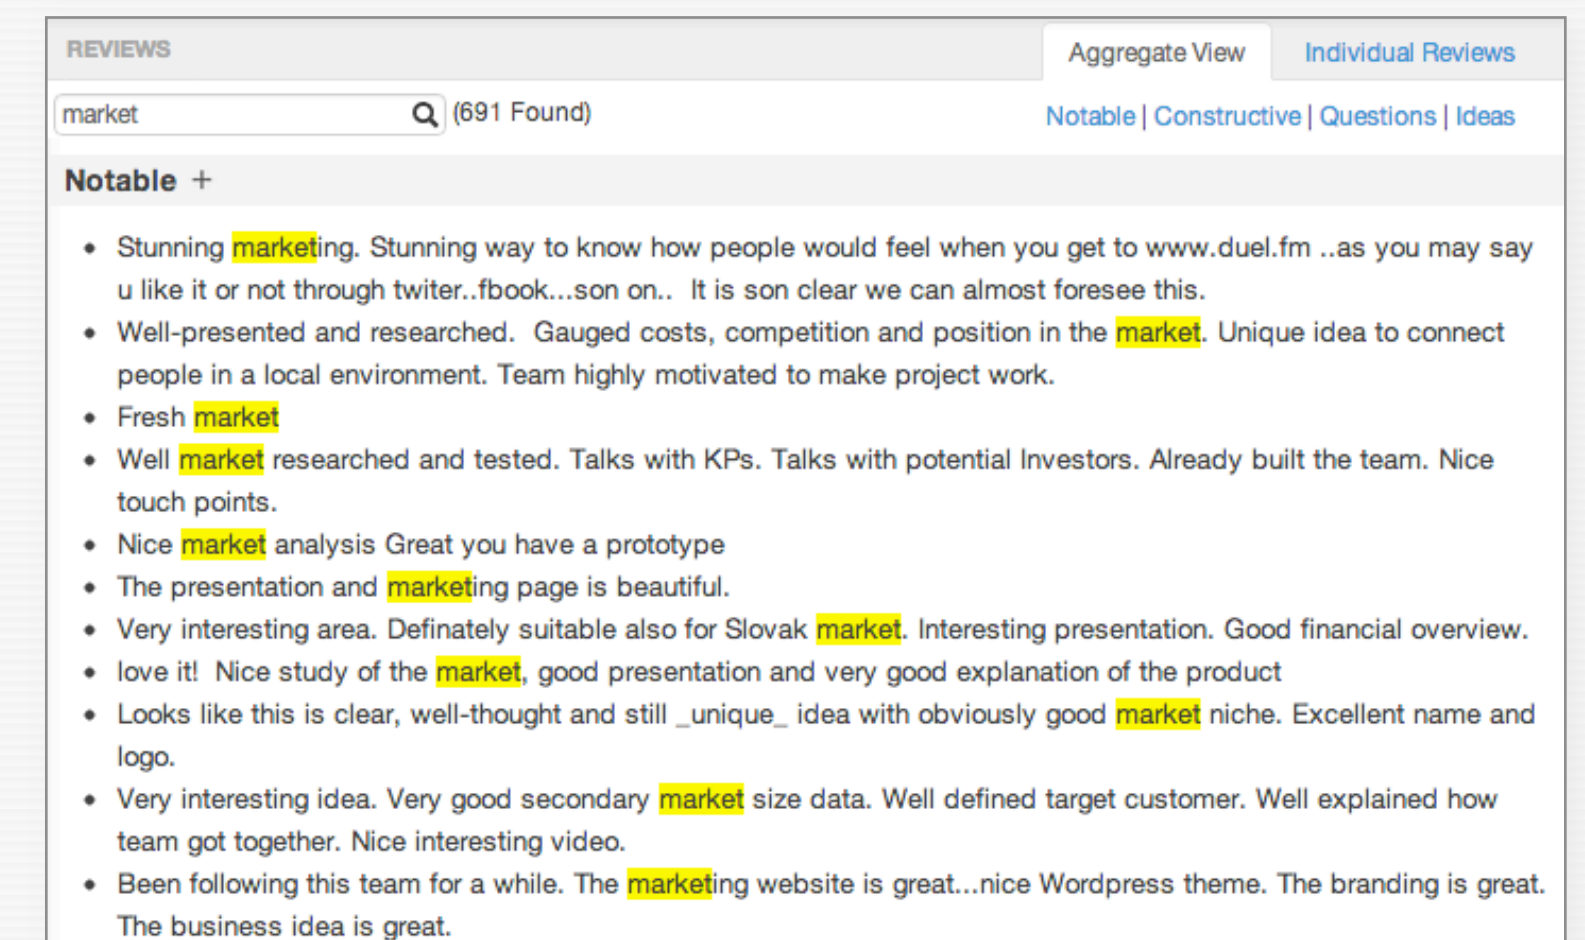 REVIEWS
Aggregate View
Individual Reviews
market
(691 Found)
Notable | Constructive | Questions | Ideas
Notable +
• Stunning marketing. Stunning way to know how people would feel when you get to www.duel.fm ..as you may say
u like it or not through twiter..fbook...son on..  It is son clear we can almost foresee this.
• Well-presented and researched.  Gauged costs, competition and position in the market. Unique idea to connect
people in a local environment. Team highly motivated to make project work.
• Fresh market
• Well market researched and tested. Talks with KPs. Talks with potential Investors. Already built the team. Nice
touch points.
• Nice market analysis Great you have a prototype
• The presentation and marketing page is beautiful.
• Very interesting area. Definately suitable also for Slovak market. Interesting presentation. Good financial overview.
• love it!  Nice study of the market, good presentation and very good explanation of the product
• Looks like this is clear, well-thought and still _unique_ idea with obviously good market niche. Excellent name and
logo.
• Very interesting idea. Very good secondary market size data. Well defined target customer. Well explained how
team got together. Nice interesting video.
• Been following this team for a while. The marketing website is great...nice Wordpress theme. The branding is great.
The business idea is great.